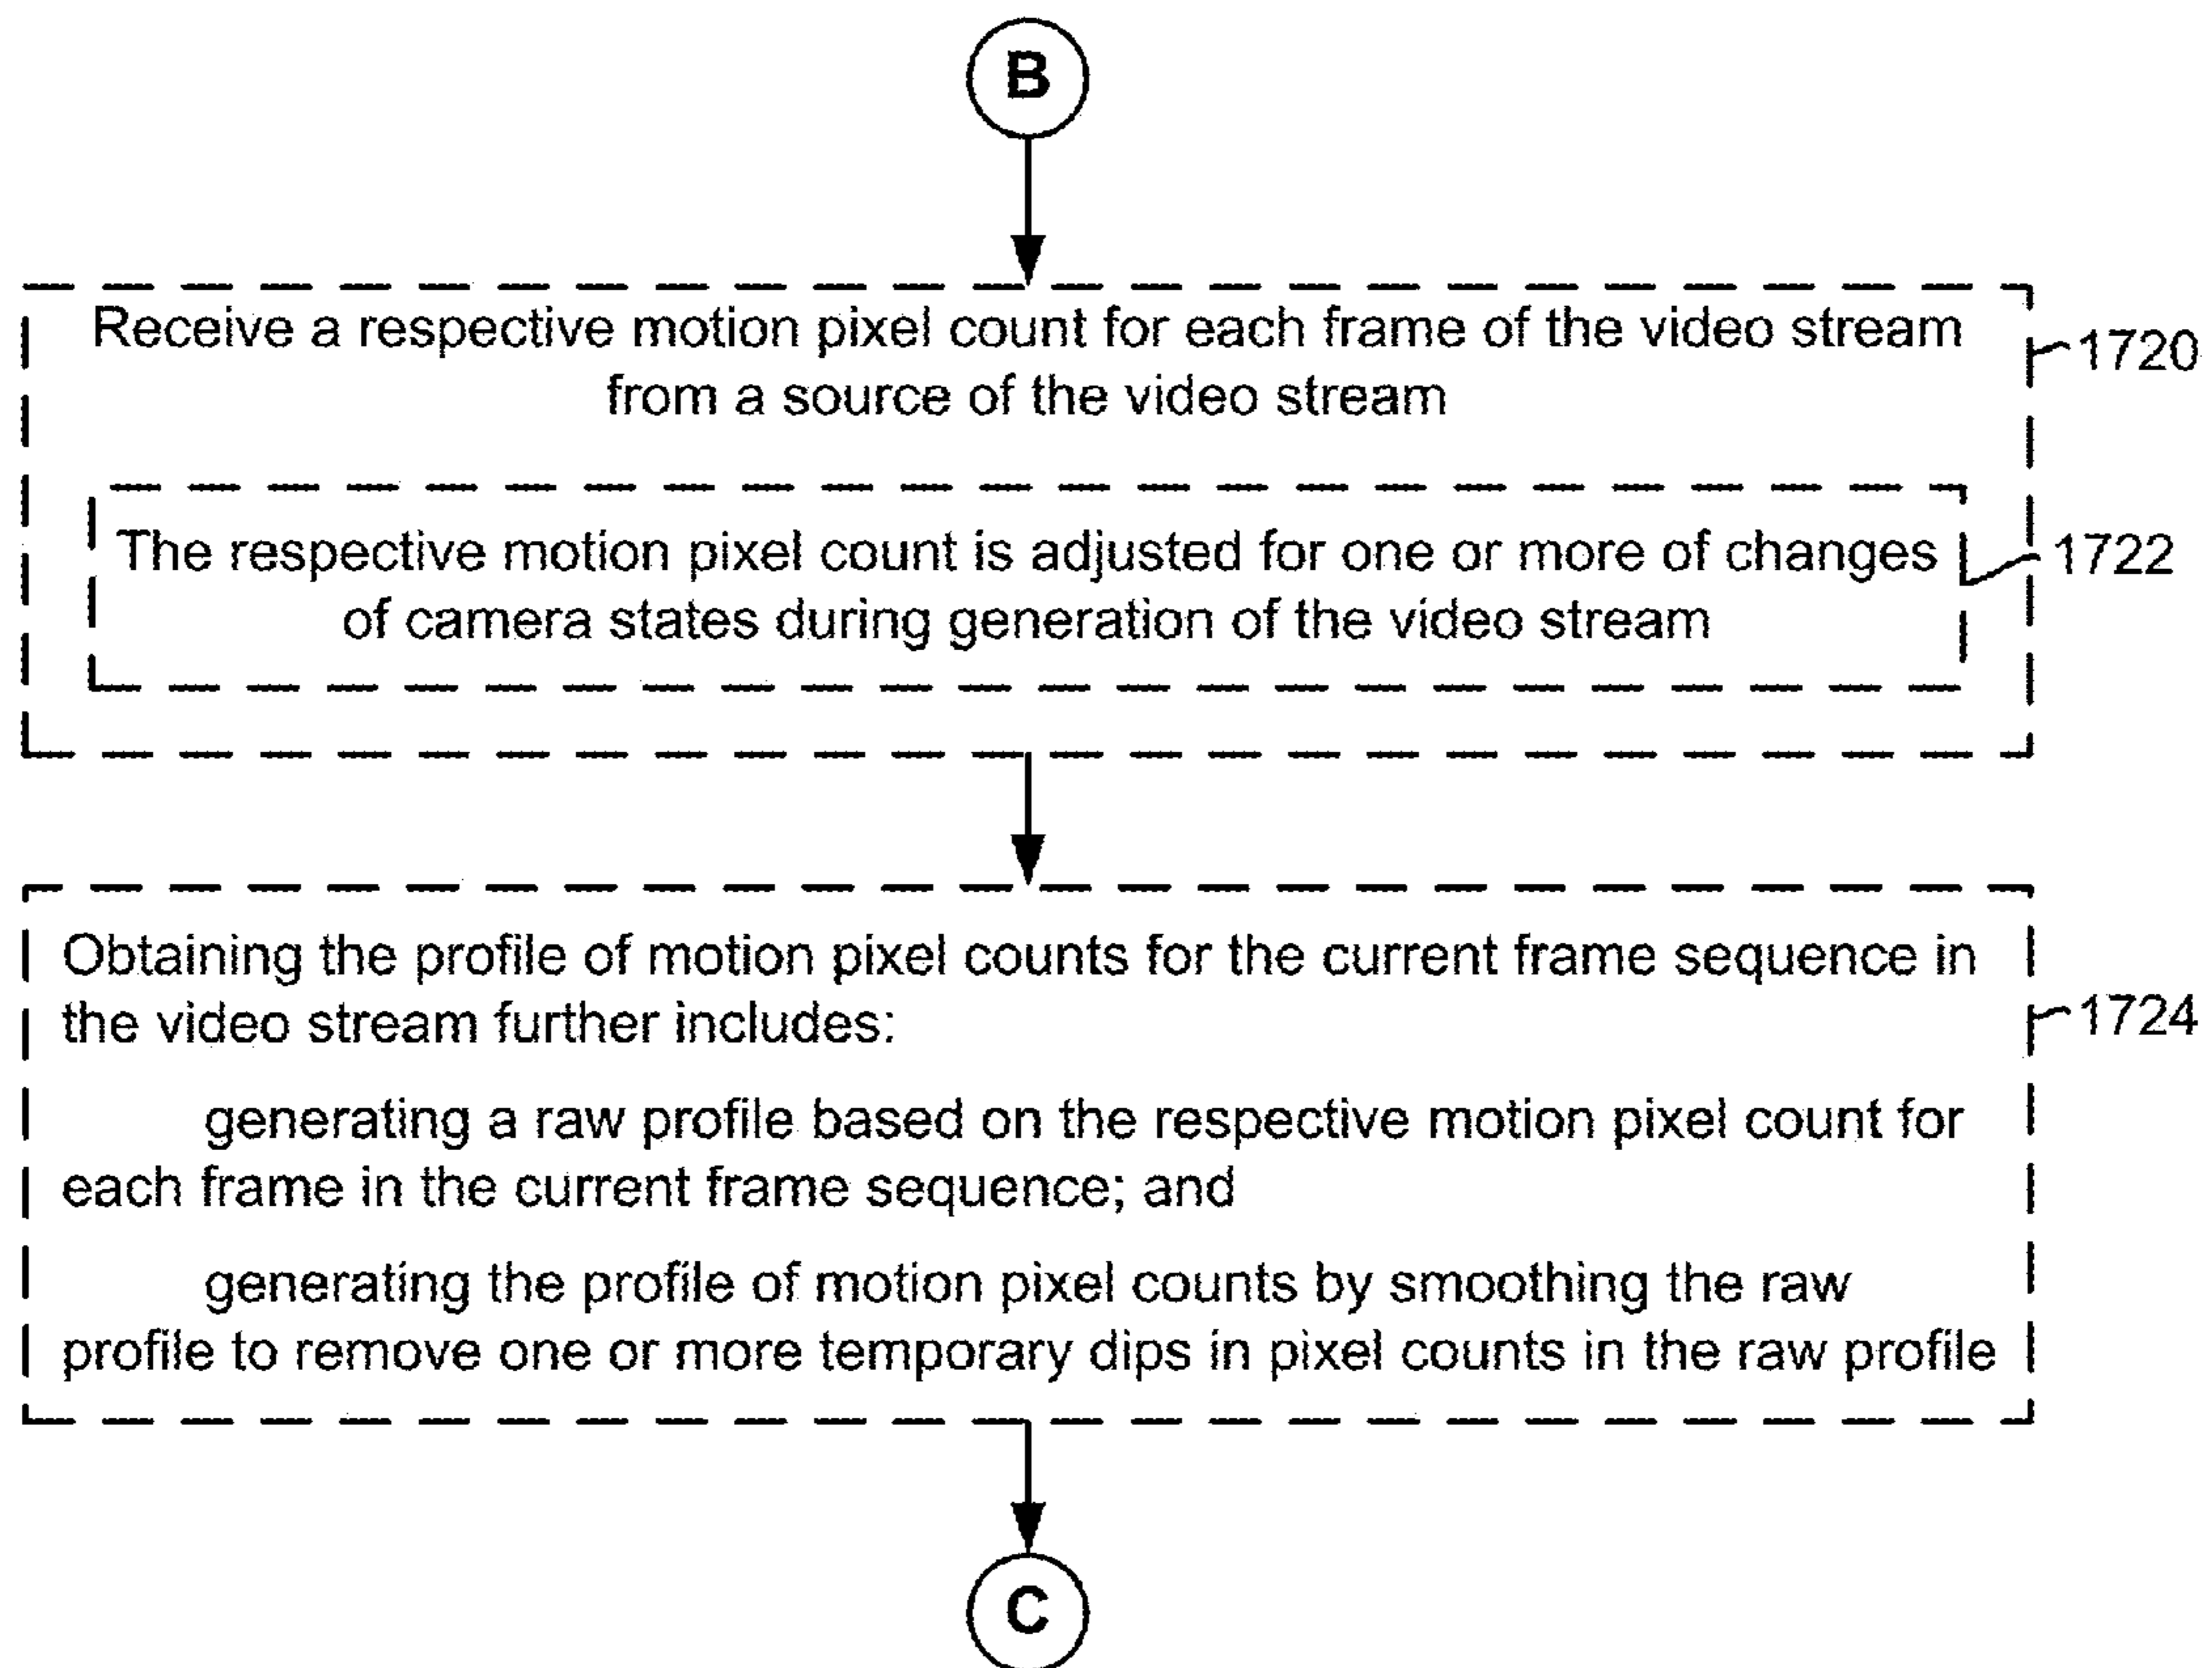 B
Receive a respective motion pixel count for each frame of the video stream
from a source of the video stream
1720
The respective motion pixel count is adjusted for one or more of changes
of camera states during generation of the video stream
1722
Obtaining the profile of motion pixel counts for the current frame sequence in
the video stream further includes:
1724
generating a raw profile based on the respective motion pixel count for
each frame in the current frame sequence; and
generating the profile of motion pixel counts by smoothing the raw
profile to remove one or more temporary dips in pixel counts in the raw profile
C